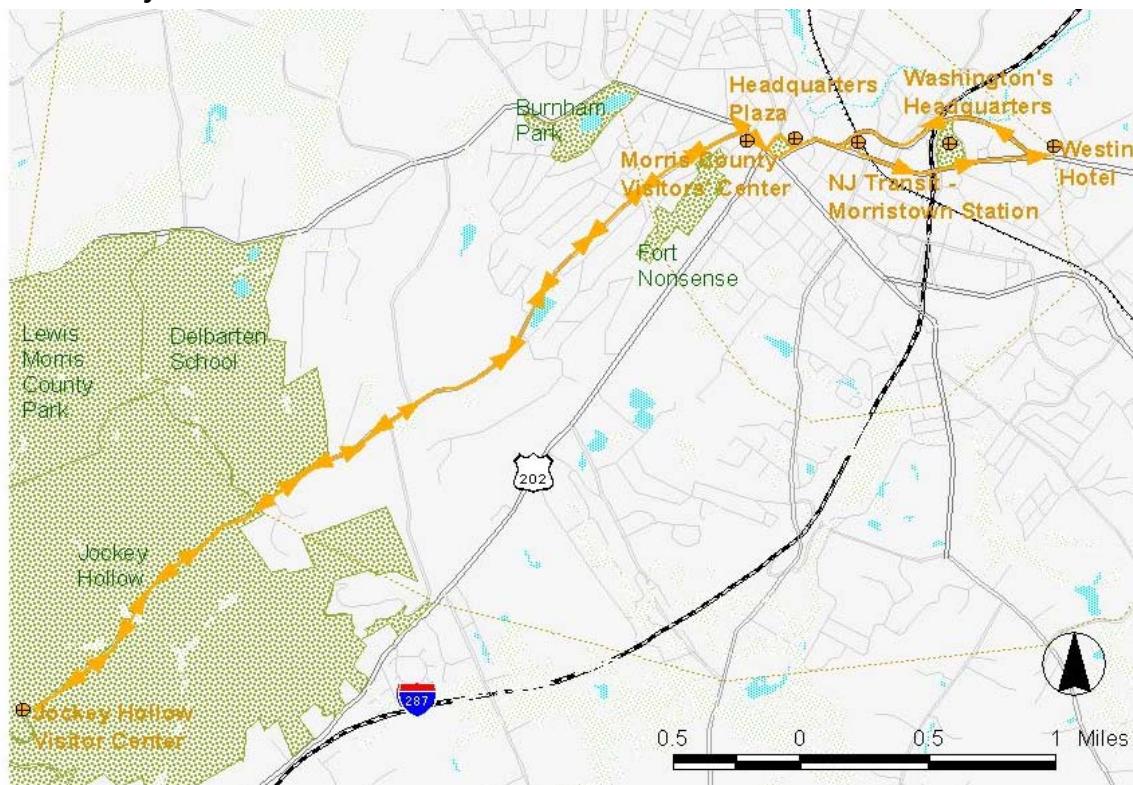 Headquarters
Plaza
Washington's
Headquarters
Burnham
Park
Morris County
Visitors' Center
Westin
Hotel
NJ Transit -
Morristown Station
Fort
Nonsense
Lewis
Morris
County
Park
Delbarten
School
202
Jockey
Hollow
287
Jockey Hollow
Visitor Center
0.5 0 0.5 1 Miles